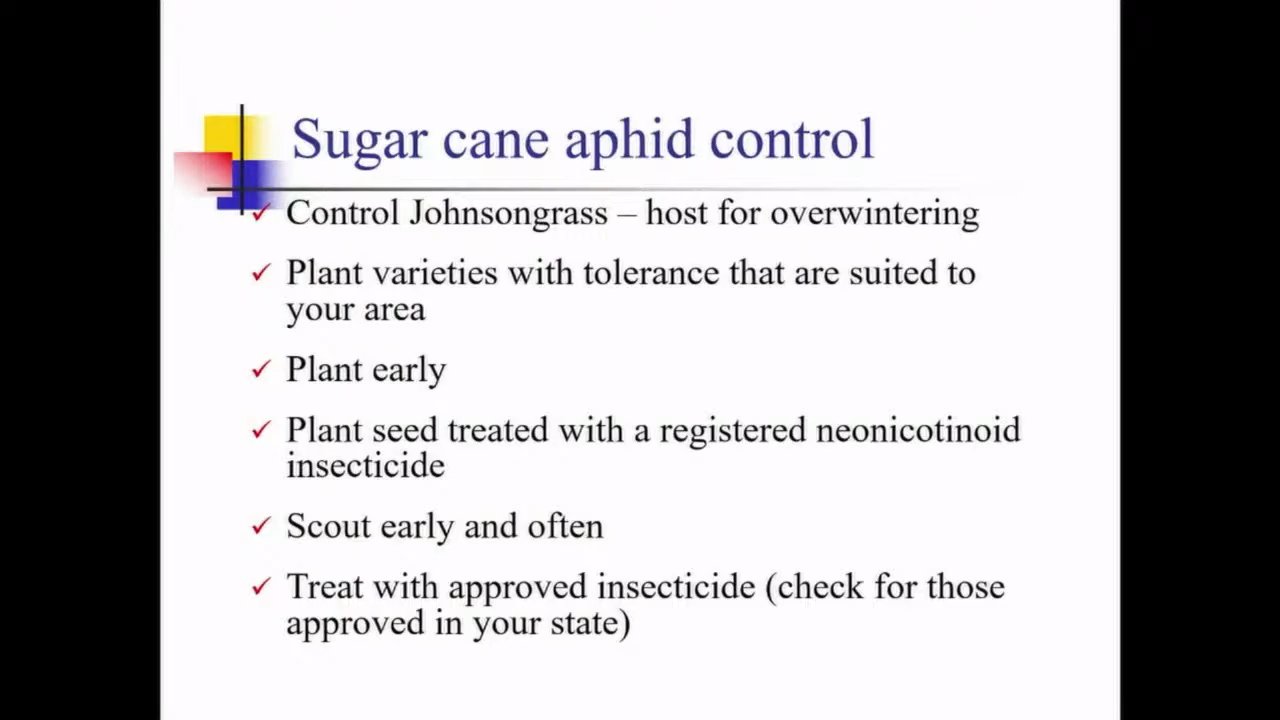 Sugar cane aphid control
✓ Control Johnsongrass – host for overwintering
✓ Plant varieties with tolerance that are suited to
your area
✓ Plant early
✓ Plant seed treated with a registered neonicotinoid
insecticide
✓ Scout early and often
✓ Treat with approved insecticide (check for those
approved in your state)